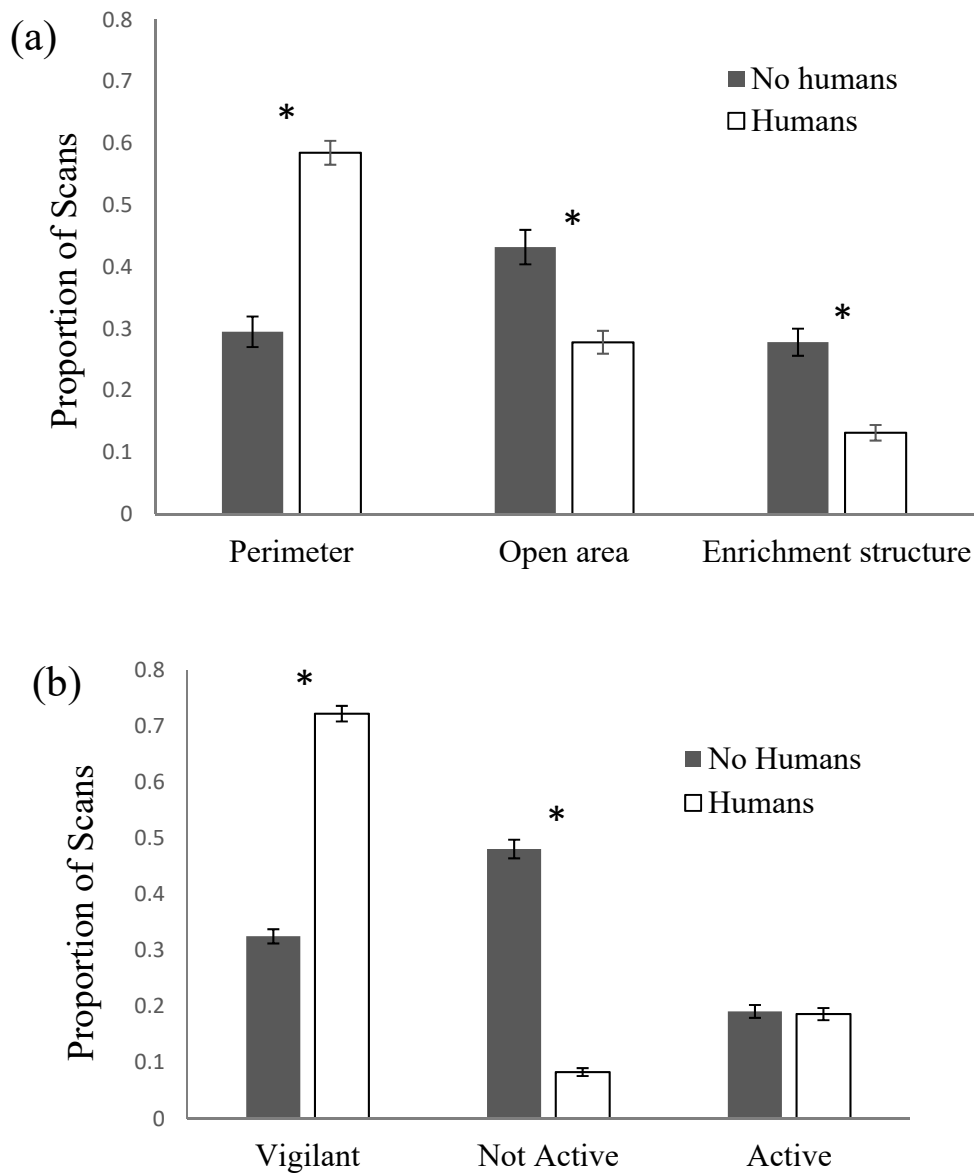 (a)
Proportion of Scans
0.8
0.7
0.6
0.5
0.4
0.3
0.2
0.1
0
No humans
Humans
*
*
*
Perimeter
Open area
Enrichment structure
(b)
Proportion of Scans
0.8
0.7
0.6
0.5
0.4
0.3
0.2
0.1
0
No Humans
Humans
*
*
Vigilant
Not Active
Active